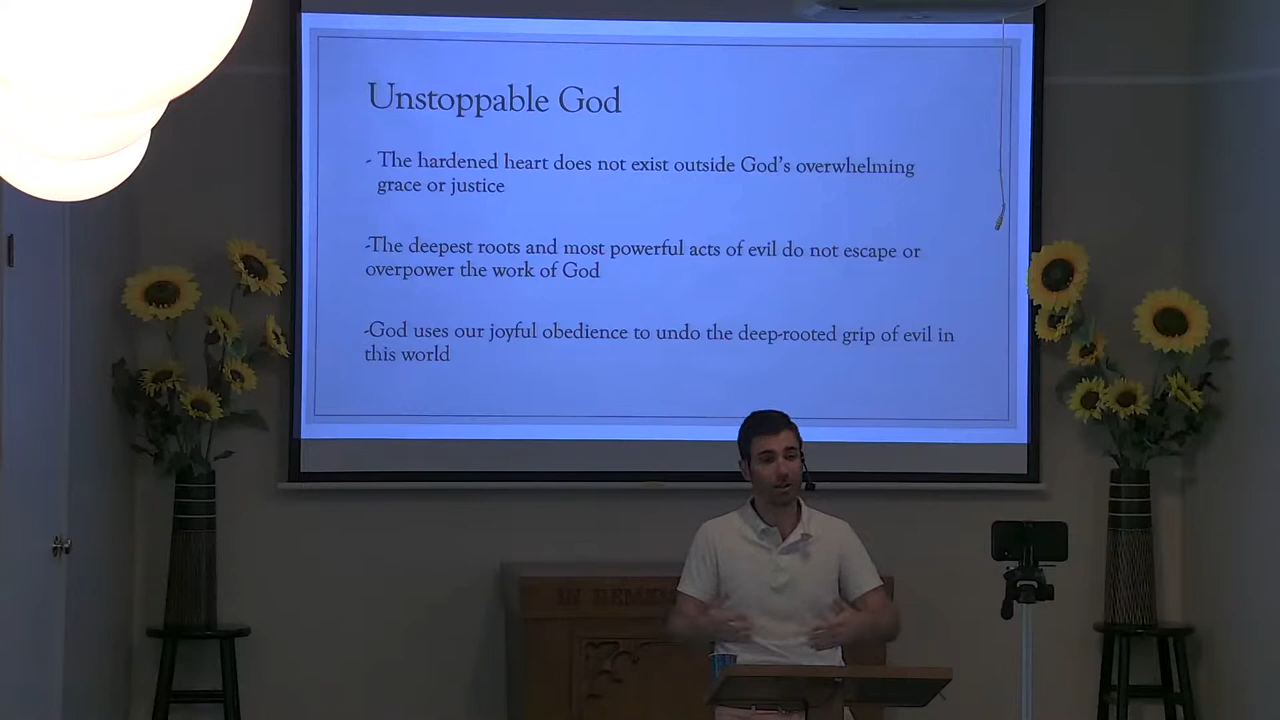 Unstoppable God
- The hardened heart does not exist outside God's overwhelming
grace or justice
-The deepest roots and most powerful acts of evil do not escape or
overpower the work of God
-God uses our joyful obedience to undo the deep-rooted grip of evil in
this world
IN